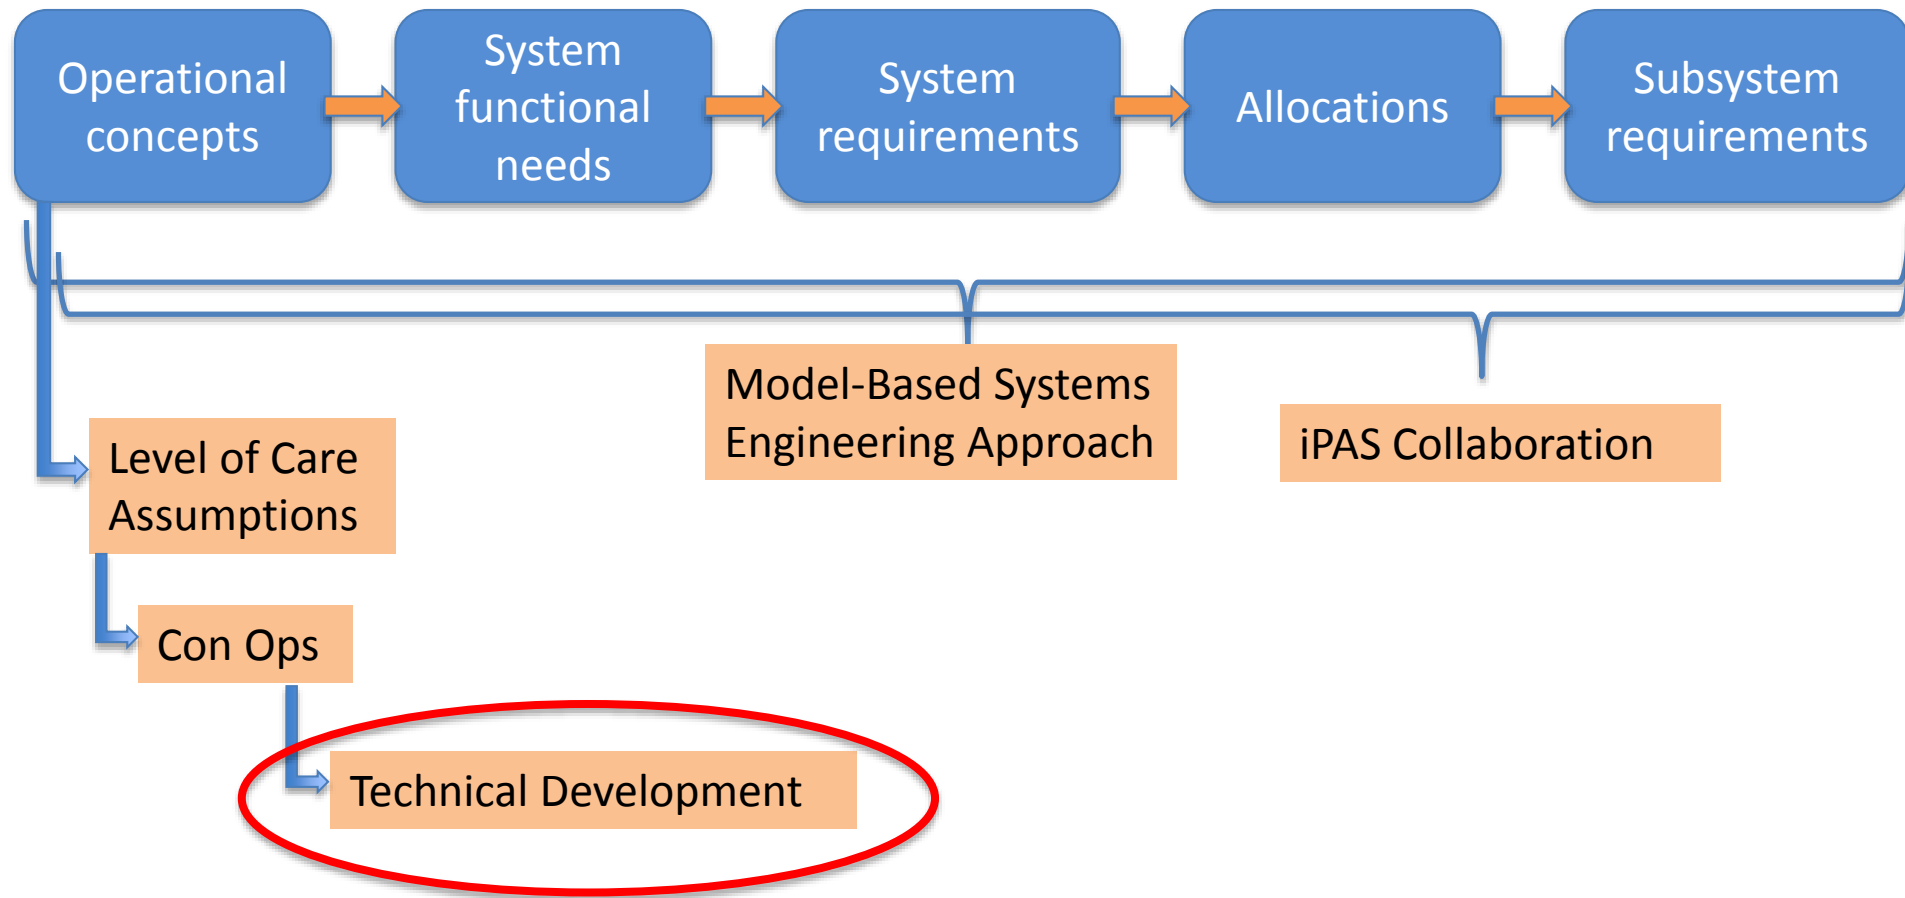 Operational
concepts
System
functional
needs
System
requirements
Allocations
Subsystem
requirements
Model-Based Systems
Engineering Approach
iPAS Collaboration
Level of Care
Assumptions
Con Ops
Technical Development